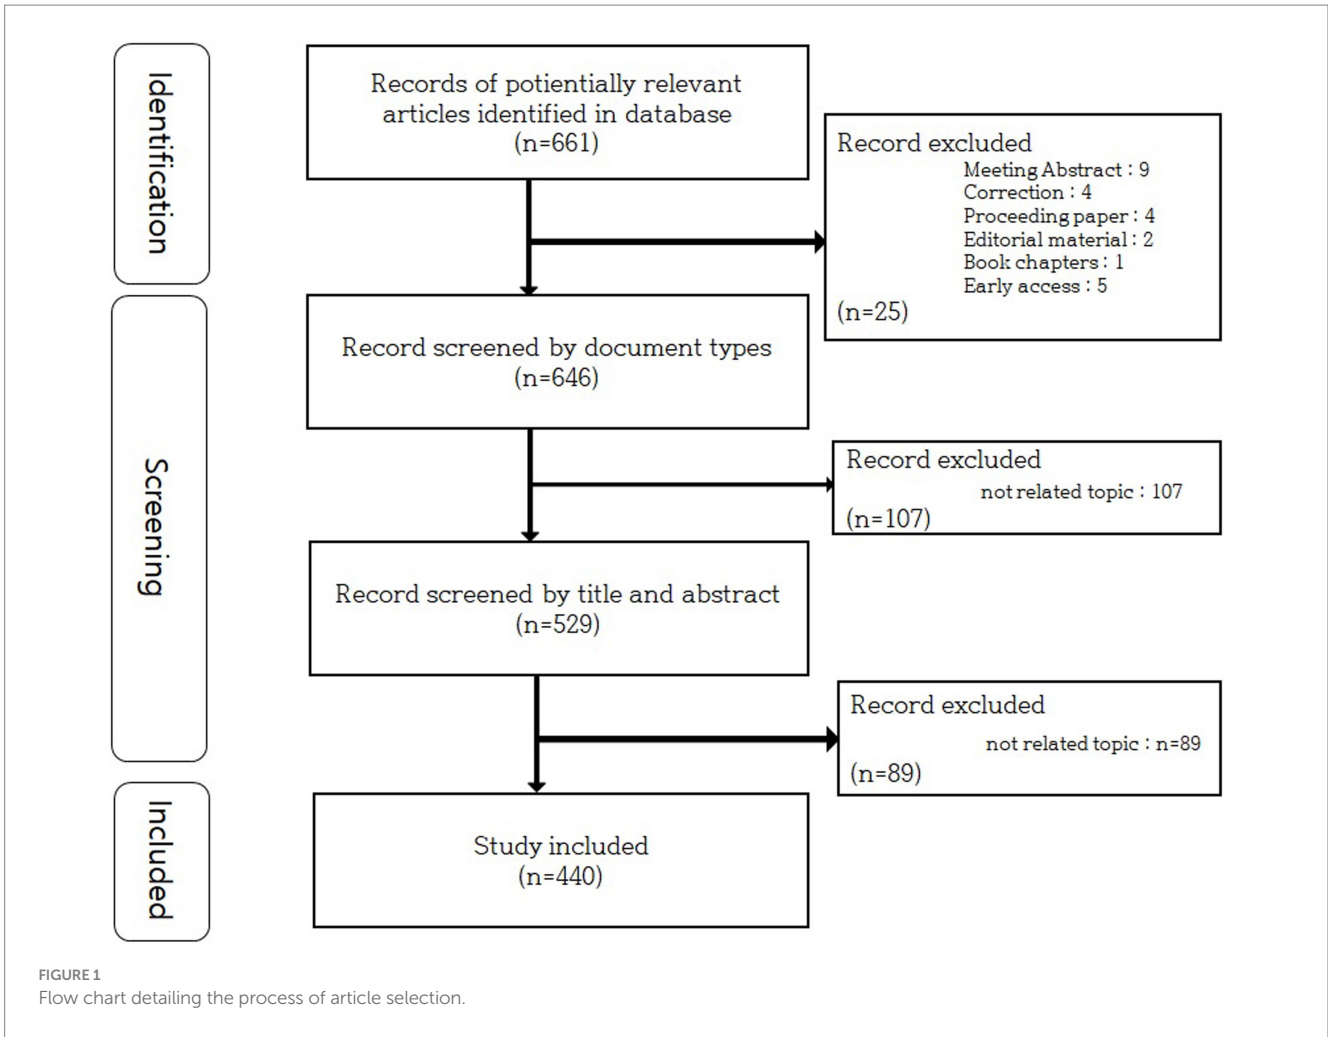 Identification
Records of potientially relevant
articles identified in database
(n=661)
Record excluded
Meeting Abstract : 9
Correction : 4
Proceeding paper : 4
Editorial material : 2
Book chapters : 1
Early access : 5
(n=25)
Screening
Record screened by document types
(n=646)
Record excluded
not related topic : 107
(n=107)
Record screened by title and abstract
(n=529)
Record excluded
not related topic : n=89
(n=89)
Included
Study included
(n=440)
FIGURE 1
Flow chart detailing the process of article selection.